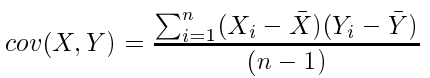 cov(X, Y) = \frac{\sum_{i=1}^{n}(X_i - \bar{X})(Y_i - \bar{Y})}{(n-1)}